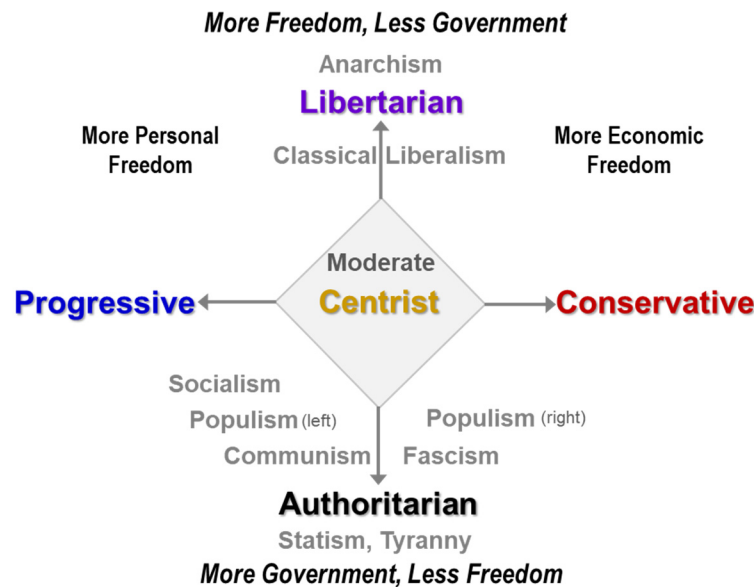 More Freedom, Less Government
Anarchism
Libertarian
More Personal
Freedom
More Economic
Freedom
Classical Liberalism
Moderate
Progressive
Centrist
Conservative
Socialism
Populism (left)
Populism (right)
Communism
Fascism
Authoritarian
Statism, Tyranny
More Government, Less Freedom